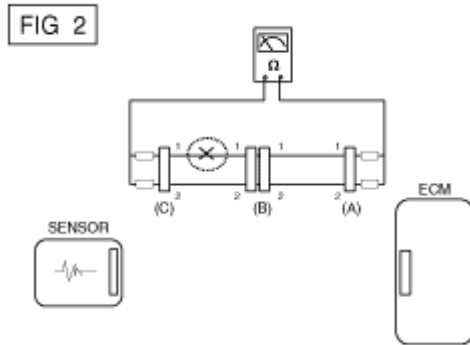 FIG 2
Ω
1 1 1 1
2 2 2 2
(C) (B) (A)
ECM
SENSOR